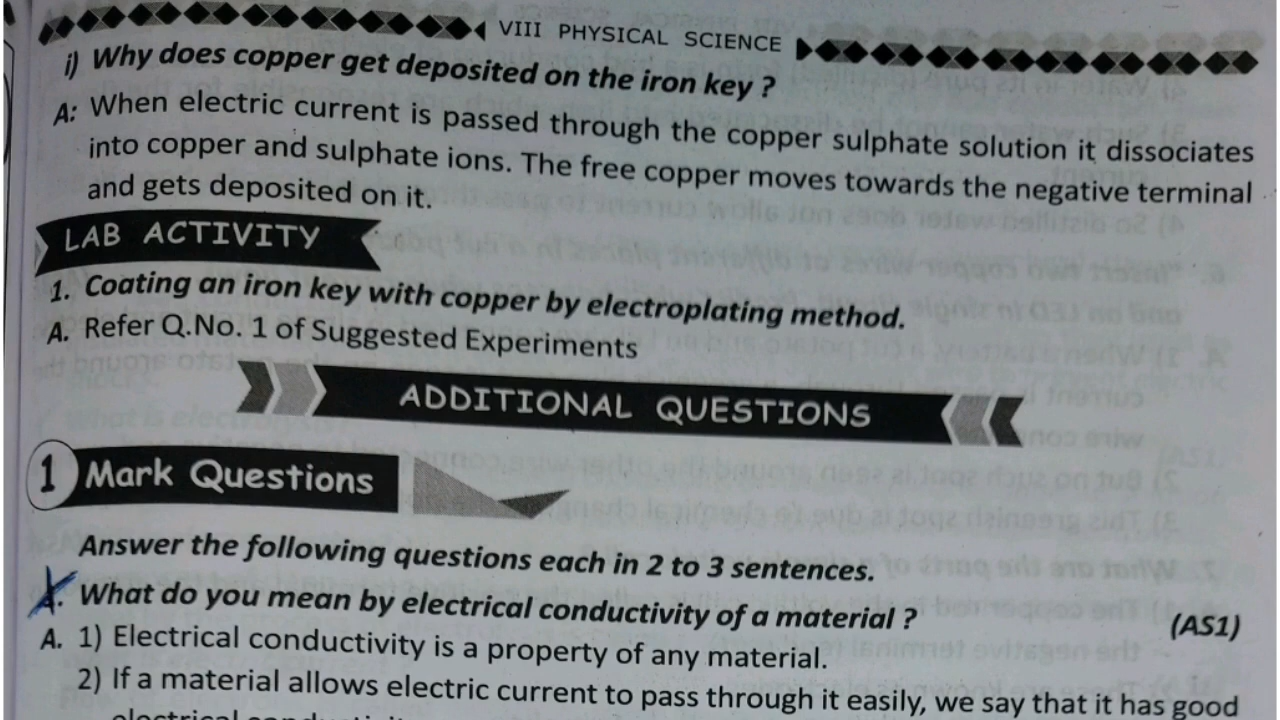 VIII PHYSICAL SCIENCE
i) Why does copper get deposited on the iron key ?
A: When electric current is passed through the copper sulphate solution it dissociates
into copper and sulphate ions. The free copper moves towards the negative terminal
and gets deposited on it.
LAB ACTIVITY
1. Coating an iron key with copper by electroplating method.
A. Refer Q.No. 1 of Suggested Experiments
ADDITIONAL QUESTIONS
1 Mark Questions
Answer the following questions each in 2 to 3 sentences.
What do you mean by electrical conductivity of a material ? (AS1)
A. 1) Electrical conductivity is a property of any material.
2) If a material allows electric current to pass through it easily, we say that it has good